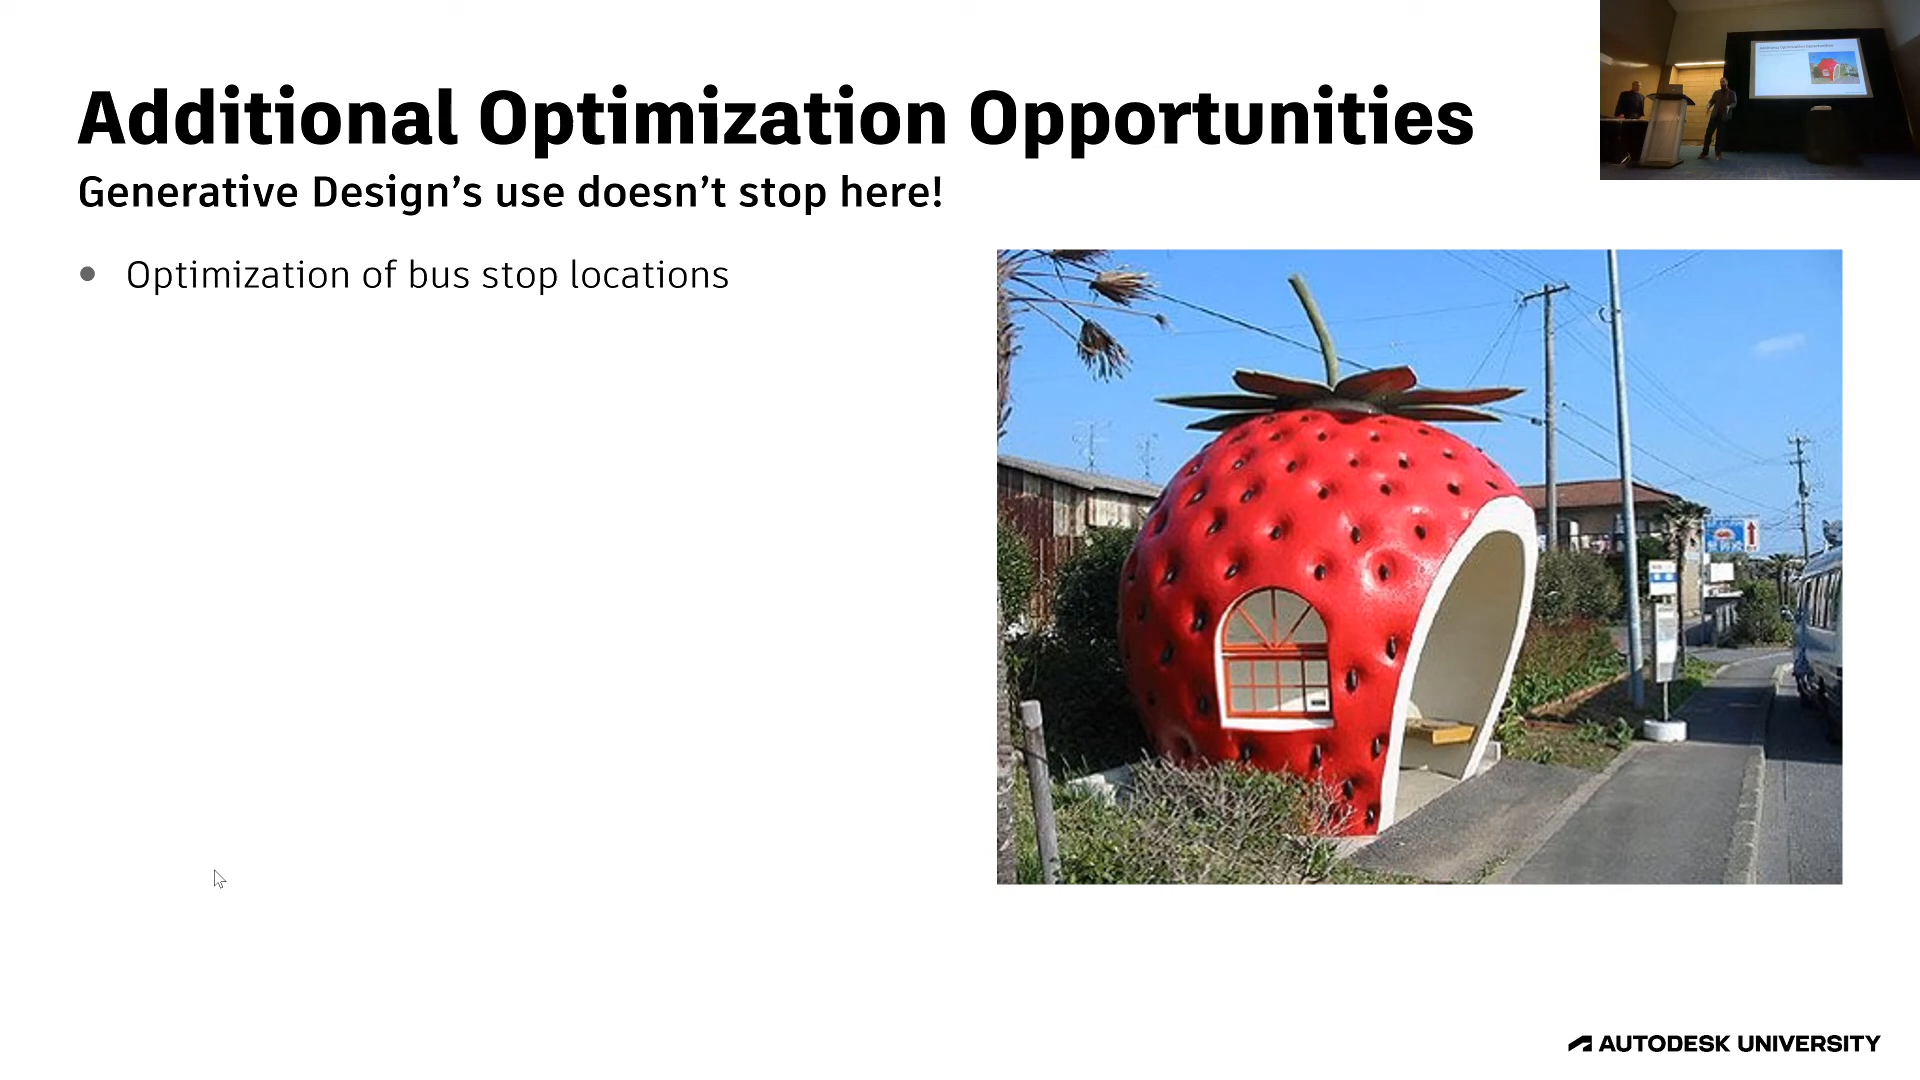 Additional Optimization Opportunities
Generative Design’s use doesn’t stop here!
Optimization of bus stop locations
AUTODESK UNIVERSITY